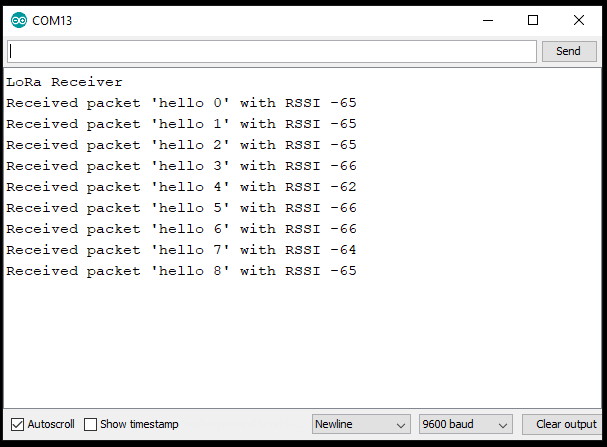 COM13
Send
LoRa Receiver
Received packet 'hello 0' with RSSI -65
Received packet 'hello 1' with RSSI -65
Received packet 'hello 2' with RSSI -65
Received packet 'hello 3' with RSSI -66
Received packet 'hello 4' with RSSI -62
Received packet 'hello 5' with RSSI -66
Received packet 'hello 6' with RSSI -66
Received packet 'hello 7' with RSSI -64
Received packet 'hello 8' with RSSI -65
Autoscroll Show timestamp Newline 9600 baud Clear output